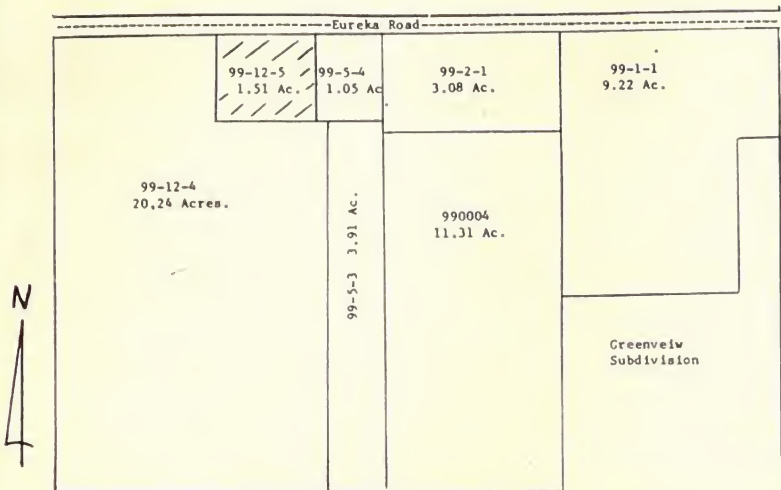 Eureka Road
99-12-5
1.51 Ac.
99-5-4
1.05 Ac
99-2-1
3.08 Ac.
99-1-1
9.22 Ac.
99-12-4
20,24 Acres.
99-5-3 3.91 Ac.
990004
11.31 Ac.
N
Greenveiw
Subdivision